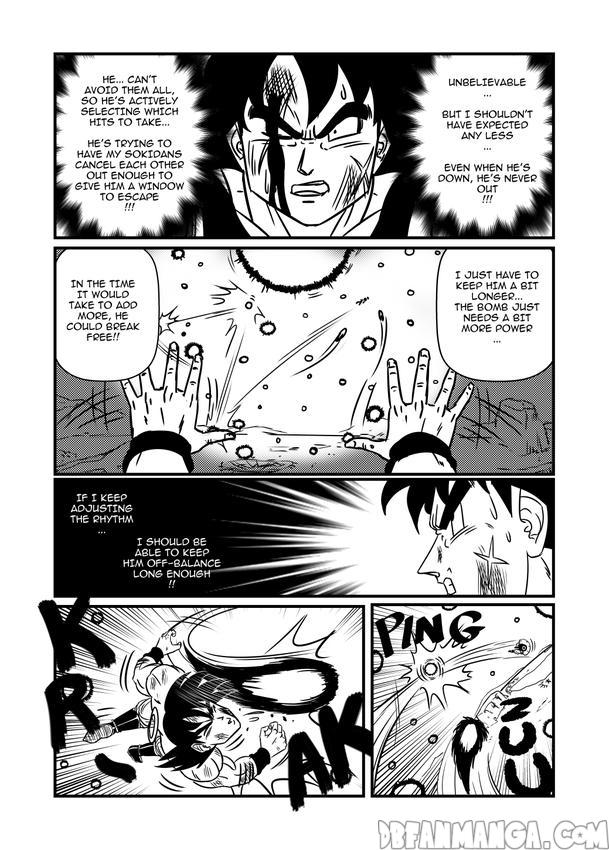 HE... CAN'T
AVOID THEM ALL,
SO HE'S ACTIVELY
SELECTING WHICH
HITS TO TAKE...
HE'S TRYING TO
HAVE MY SOKIDANS
CANCEL EACH OTHER
OUT ENOUGH TO
GIVE HIM A WINDOW
TO ESCAPE
!!!
UNBELIEVABLE
...
BUT I SHOULDN'T
HAVE EXPECTED
ANY LESS
...
EVEN WHEN HE'S
DOWN, HE'S NEVER
OUT
!!!
IN THE TIME
IT WOULD
TAKE TO ADD
MORE, HE
COULD BREAK
FREE!!
I JUST HAVE TO
KEEP HIM A BIT
LONGER...
THE BOMB JUST
NEEDS A BIT
MORE POWER
...
IF I KEEP
ADJUSTING
THE RHYTHM
...
I SHOULD BE
ABLE TO KEEP
HIM OFF-BALANCE
LONG ENOUGH
!!
KRAK
PING
ZUU
DBFANMANGA.COM